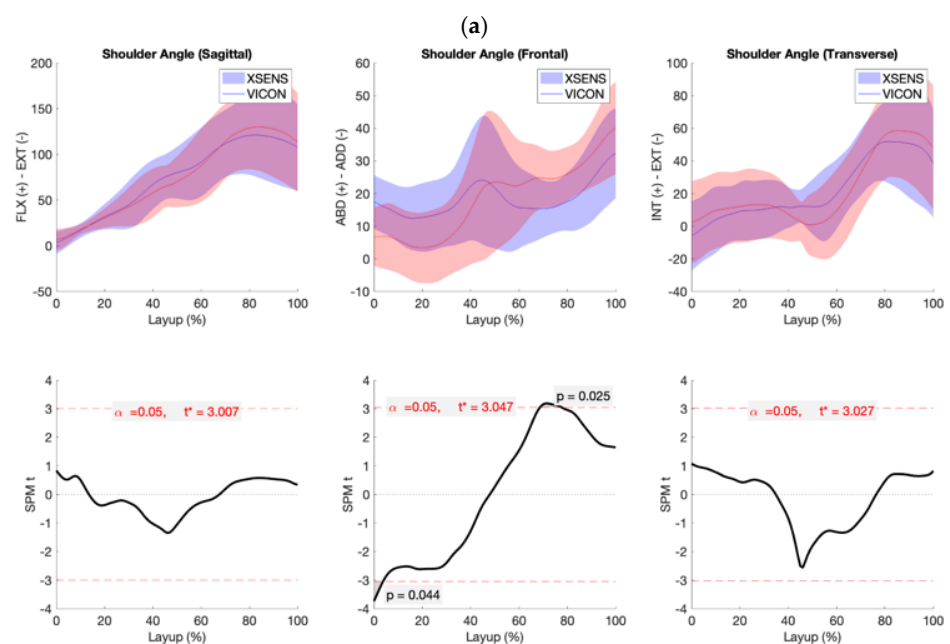 (a)
Shoulder Angle (Sagittal)
200
150
100
50
0
-50
FLX (+) - EXT (-)
XSENS
VICON
0 20 40 60 80 100
Layup (%)
Shoulder Angle (Frontal)
60
50
40
30
20
10
0
-10
ABD (+) - ADD (-)
XSENS
VICON
0 20 40 60 80 100
Layup (%)
Shoulder Angle (Transverse)
100
80
60
40
20
0
-20
-40
INT (+) - EXT (-)
XSENS
VICON
0 20 40 60 80 100
Layup (%)
4
3
2
1
0
-1
-2
-3
-4
SPM t
α =0.05, t* = 3.007
0 20 40 60 80 100
Layup (%)
4
3
2
1
0
-1
-2
-3
-4
SPM t
α =0.05, t* = 3.047
p = 0.025
p = 0.044
0 20 40 60 80 100
Layup (%)
4
3
2
1
0
-1
-2
-3
-4
SPM t
α =0.05, t* = 3.027
0 20 40 60 80 100
Layup (%)